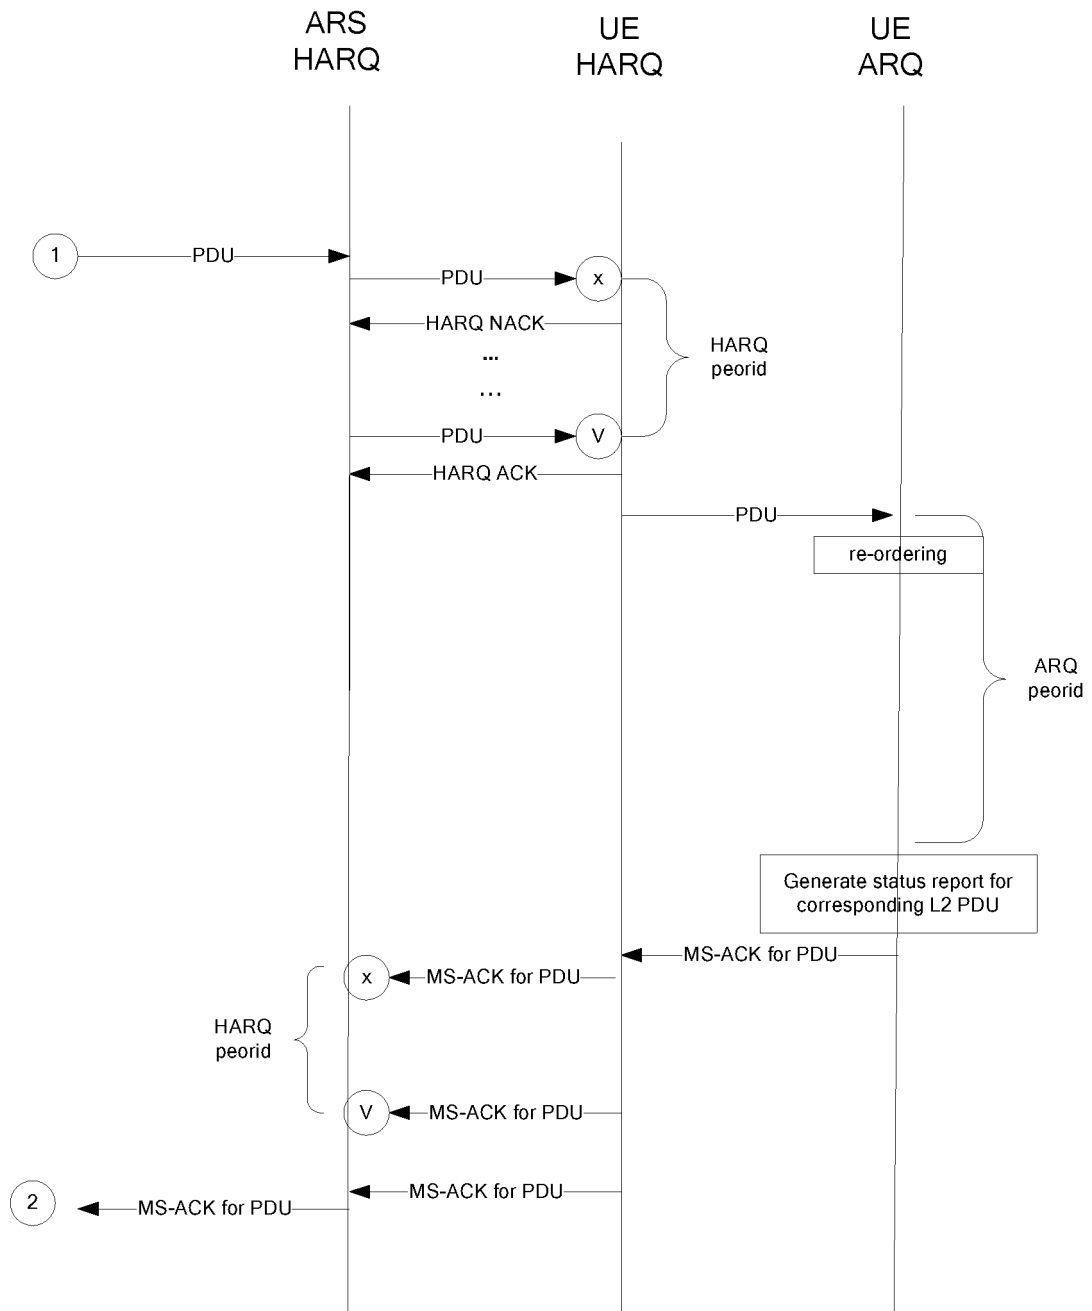 ARS
HARQ
UE
HARQ
UE
ARQ
1
PDU
PDU
x
HARQ NACK
...
...
HARQ
peorid
PDU
V
HARQ ACK
PDU
re-ordering
ARQ
peorid
Generate status report for
corresponding L2 PDU
MS-ACK for PDU
x
MS-ACK for PDU
HARQ
peorid
V
MS-ACK for PDU
MS-ACK for PDU
2
MS-ACK for PDU